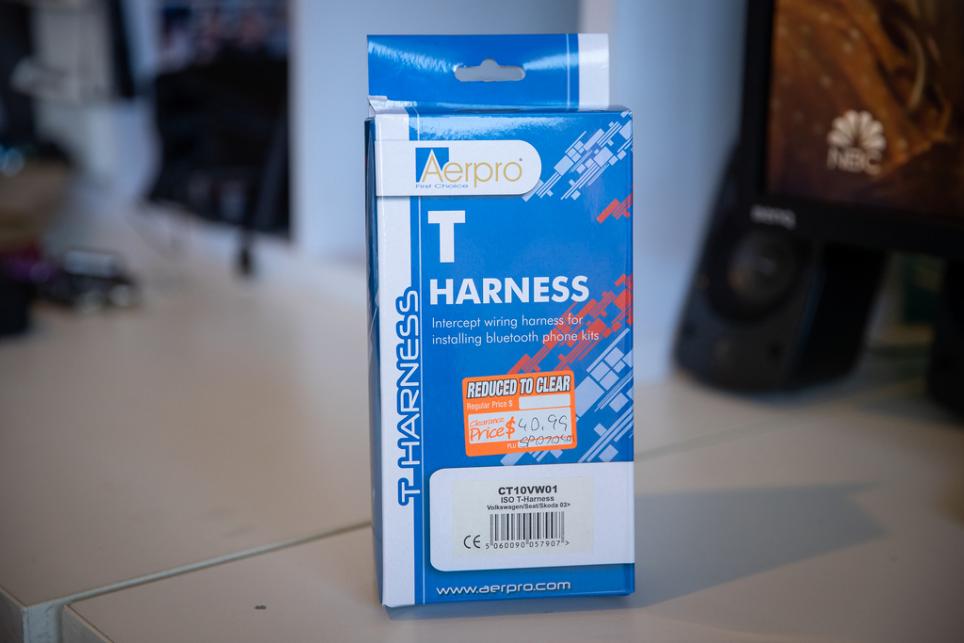 Aerpro
First Choice
T
HARNESS
Intercept wiring harness for
installing bluetooth phone kits
T HARNESS
REDUCED TO CLEAR
Regular Price $
Clearance
Price $ 40.99
PLU
CT10VW01
ISO T-Harness
Volkswagen/Seat/Skoda 03>
CE 5 060090 057907 >
www.aerpro.com
NBC
BenQ